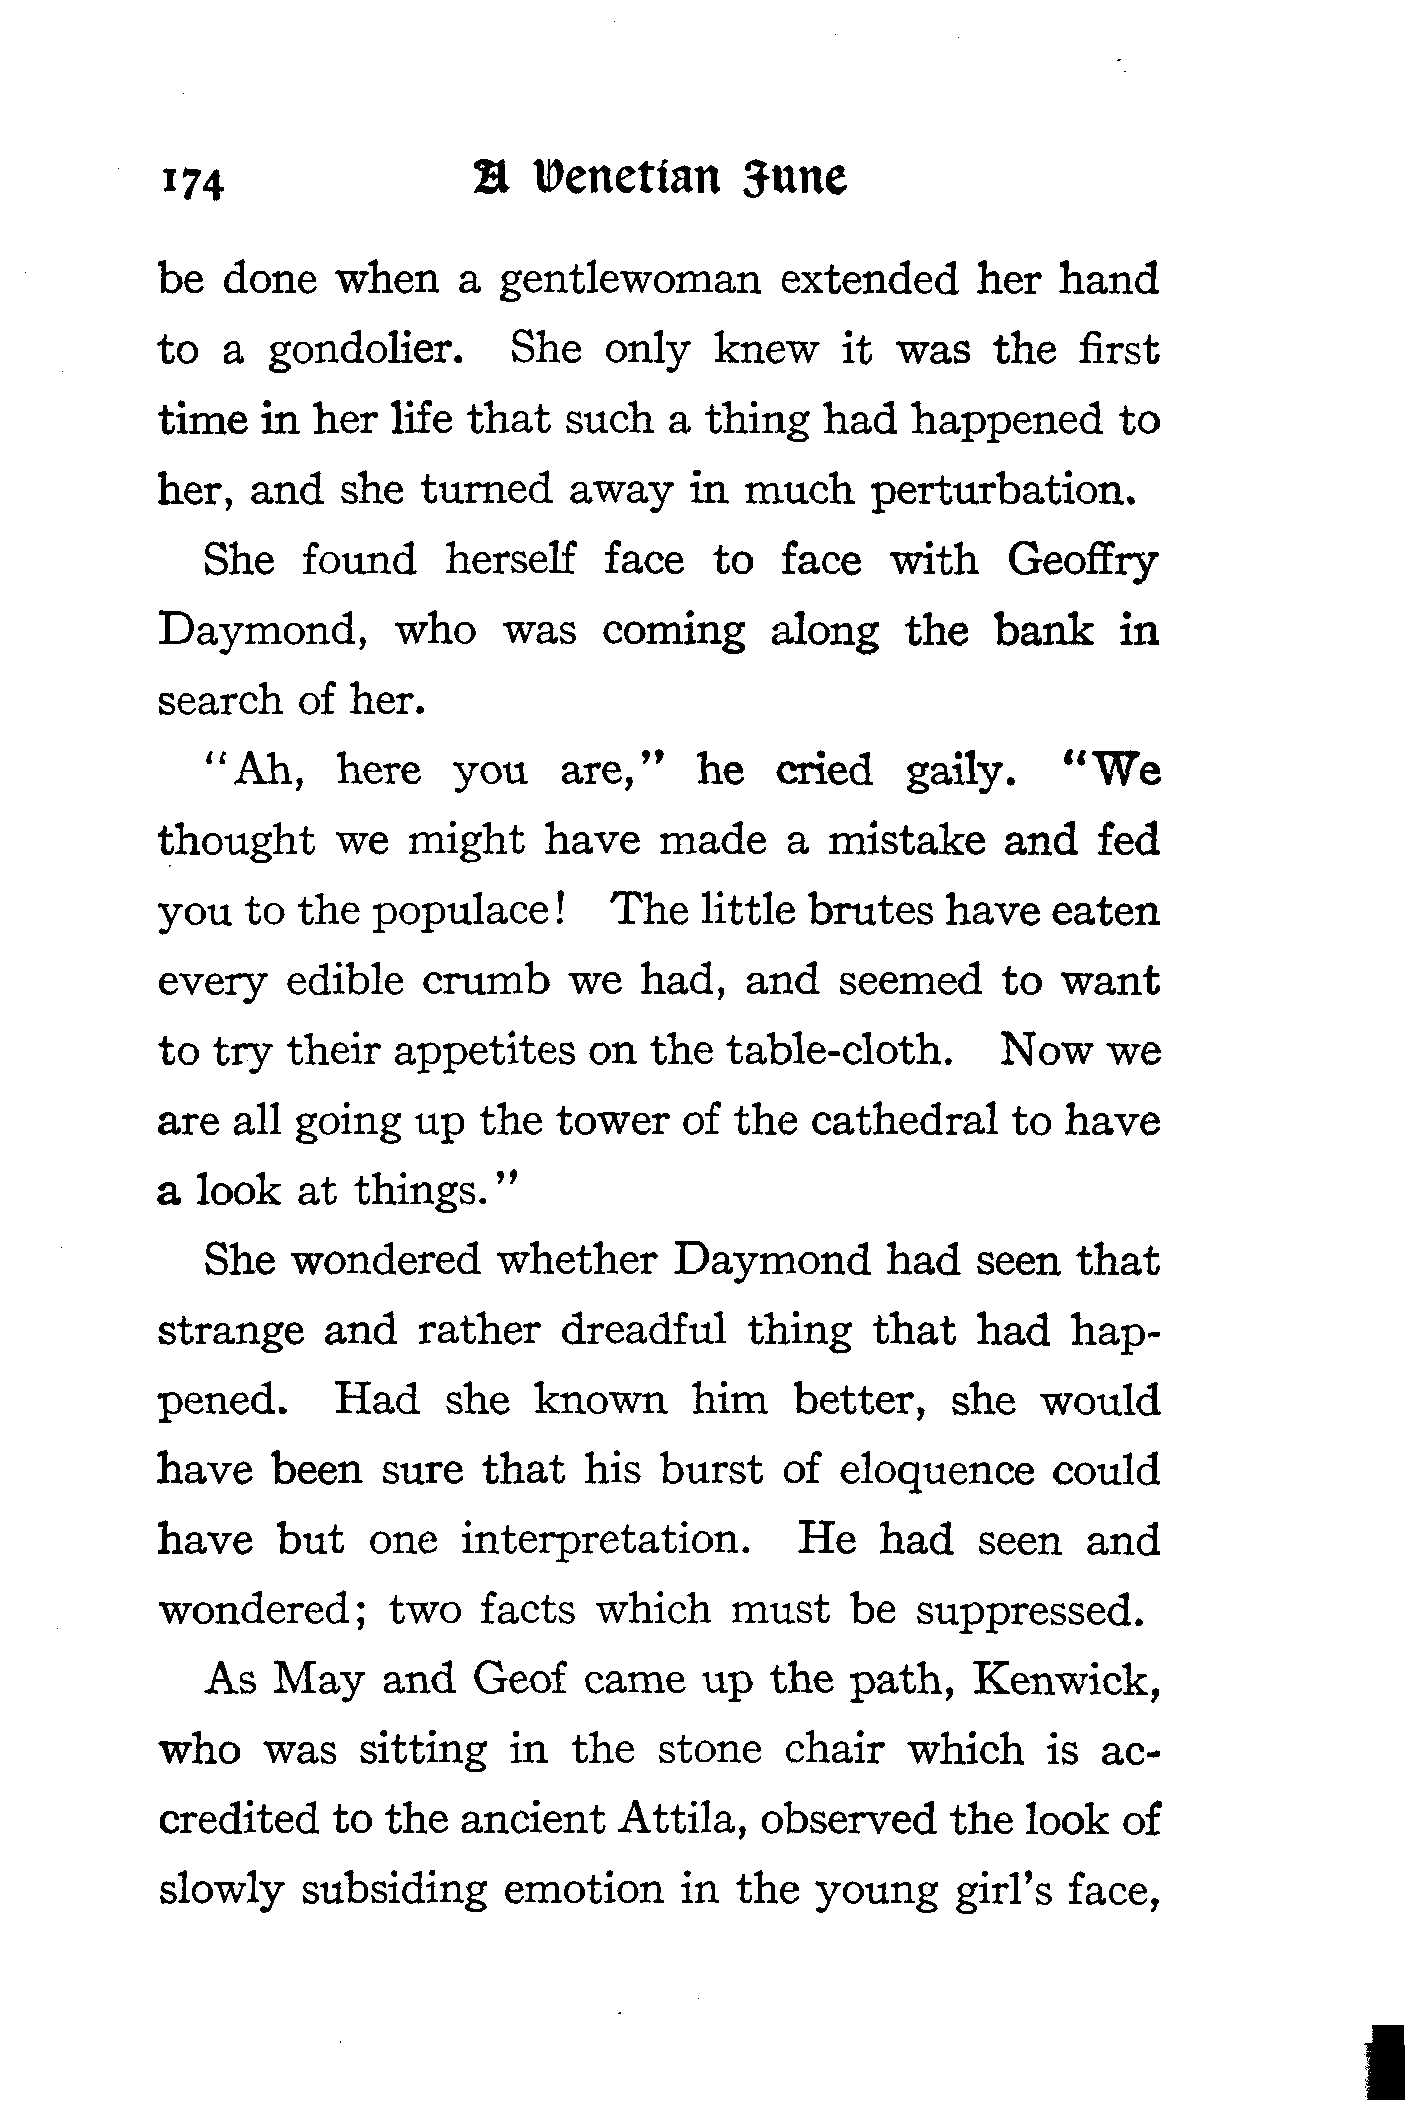 174 A Venetian June
be done when a gentlewoman extended her hand
to a gondolier. She only knew it was the first
time in her life that such a thing had happened to
her, and she turned away in much perturbation.
She found herself face to face with Geoffry
Daymond, who was coming along the bank in
search of her.
"Ah, here you are," he cried gaily. "We
thought we might have made a mistake and fed
you to the populace! The little brutes have eaten
every edible crumb we had, and seemed to want
to try their appetites on the table-cloth. Now we
are all going up the tower of the cathedral to have
a look at things."
She wondered whether Daymond had seen that
strange and rather dreadful thing that had hap-
pened. Had she known him better, she would
have been sure that his burst of eloquence could
have but one interpretation. He had seen and
wondered; two facts which must be suppressed.
As May and Geof came up the path, Kenwick,
who was sitting in the stone chair which is ac-
credited to the ancient Attila, observed the look of
slowly subsiding emotion in the young girl's face,